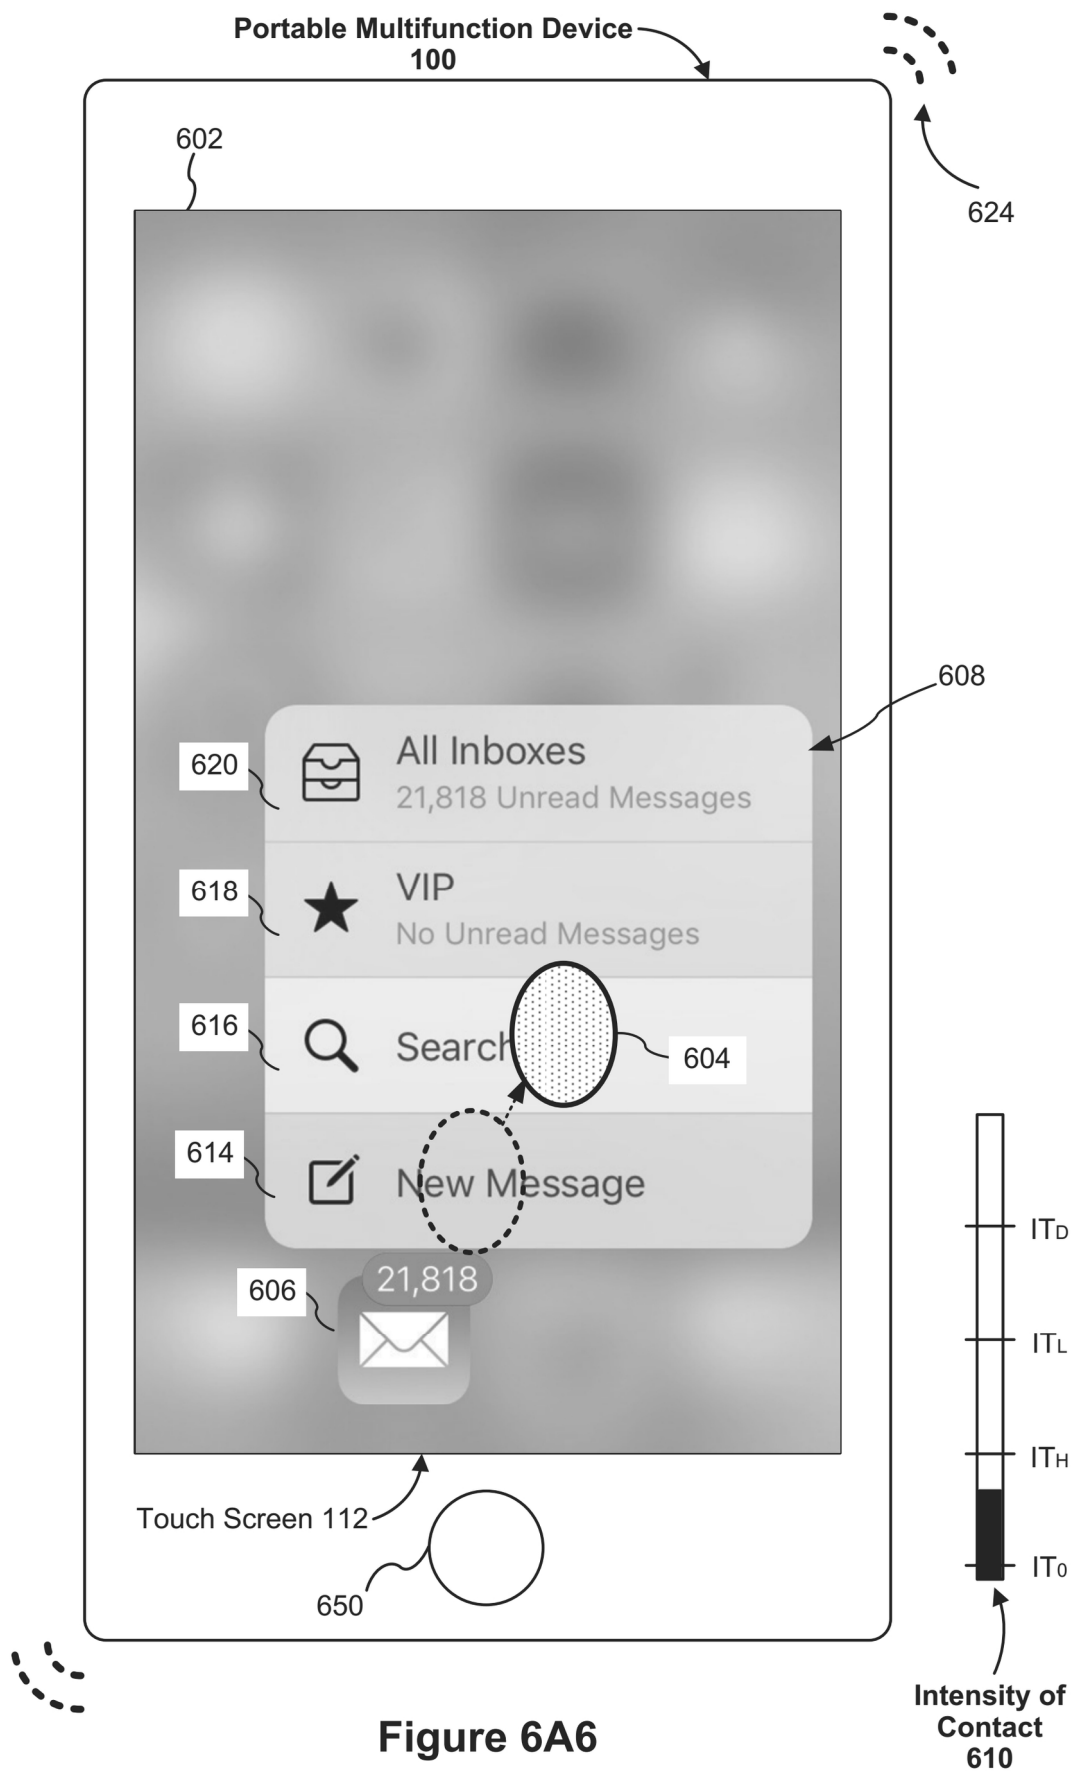 Portable Multifunction Device
100
602
624
608
All Inboxes
620
21,818 Unread Messages
VIP
618
No Unread Messages
616
Search
604
614
New Message
ITD
21,818
606
ITL
ITH
Touch Screen 112
IT0
650
Intensity of
Contact
610
Figure 6A6